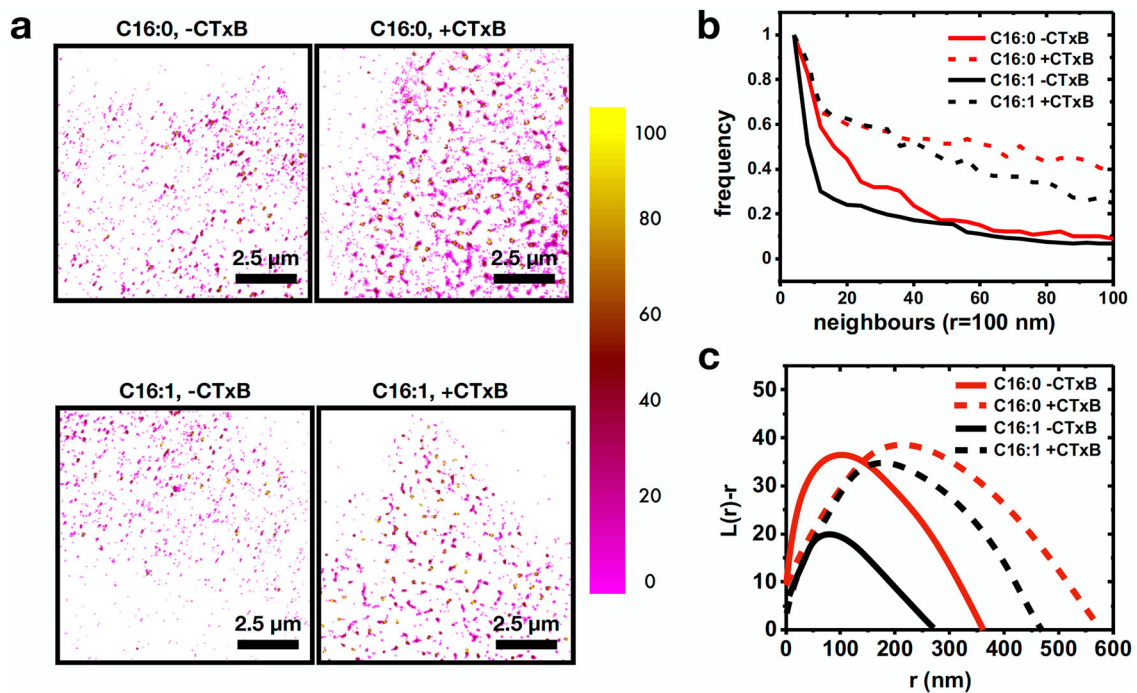 a
C16:0, -CTxB
C16:0, +CTxB
2.5 µm
2.5 µm
C16:1, -CTxB
C16:1, +CTxB
2.5 µm
2.5 µm
100
80
60
40
20
0
b
C16:0 -CTxB
C16:0 +CTxB
C16:1 -CTxB
C16:1 +CTxB
frequency
1
0.8
0.6
0.4
0.2
0
0
20
40
60
80
100
neighbours (r=100 nm)
c
C16:0 -CTxB
C16:0 +CTxB
C16:1 -CTxB
C16:1 +CTxB
L(r)-r
50
40
30
20
10
0
0
100
200
300
400
500
600
r (nm)